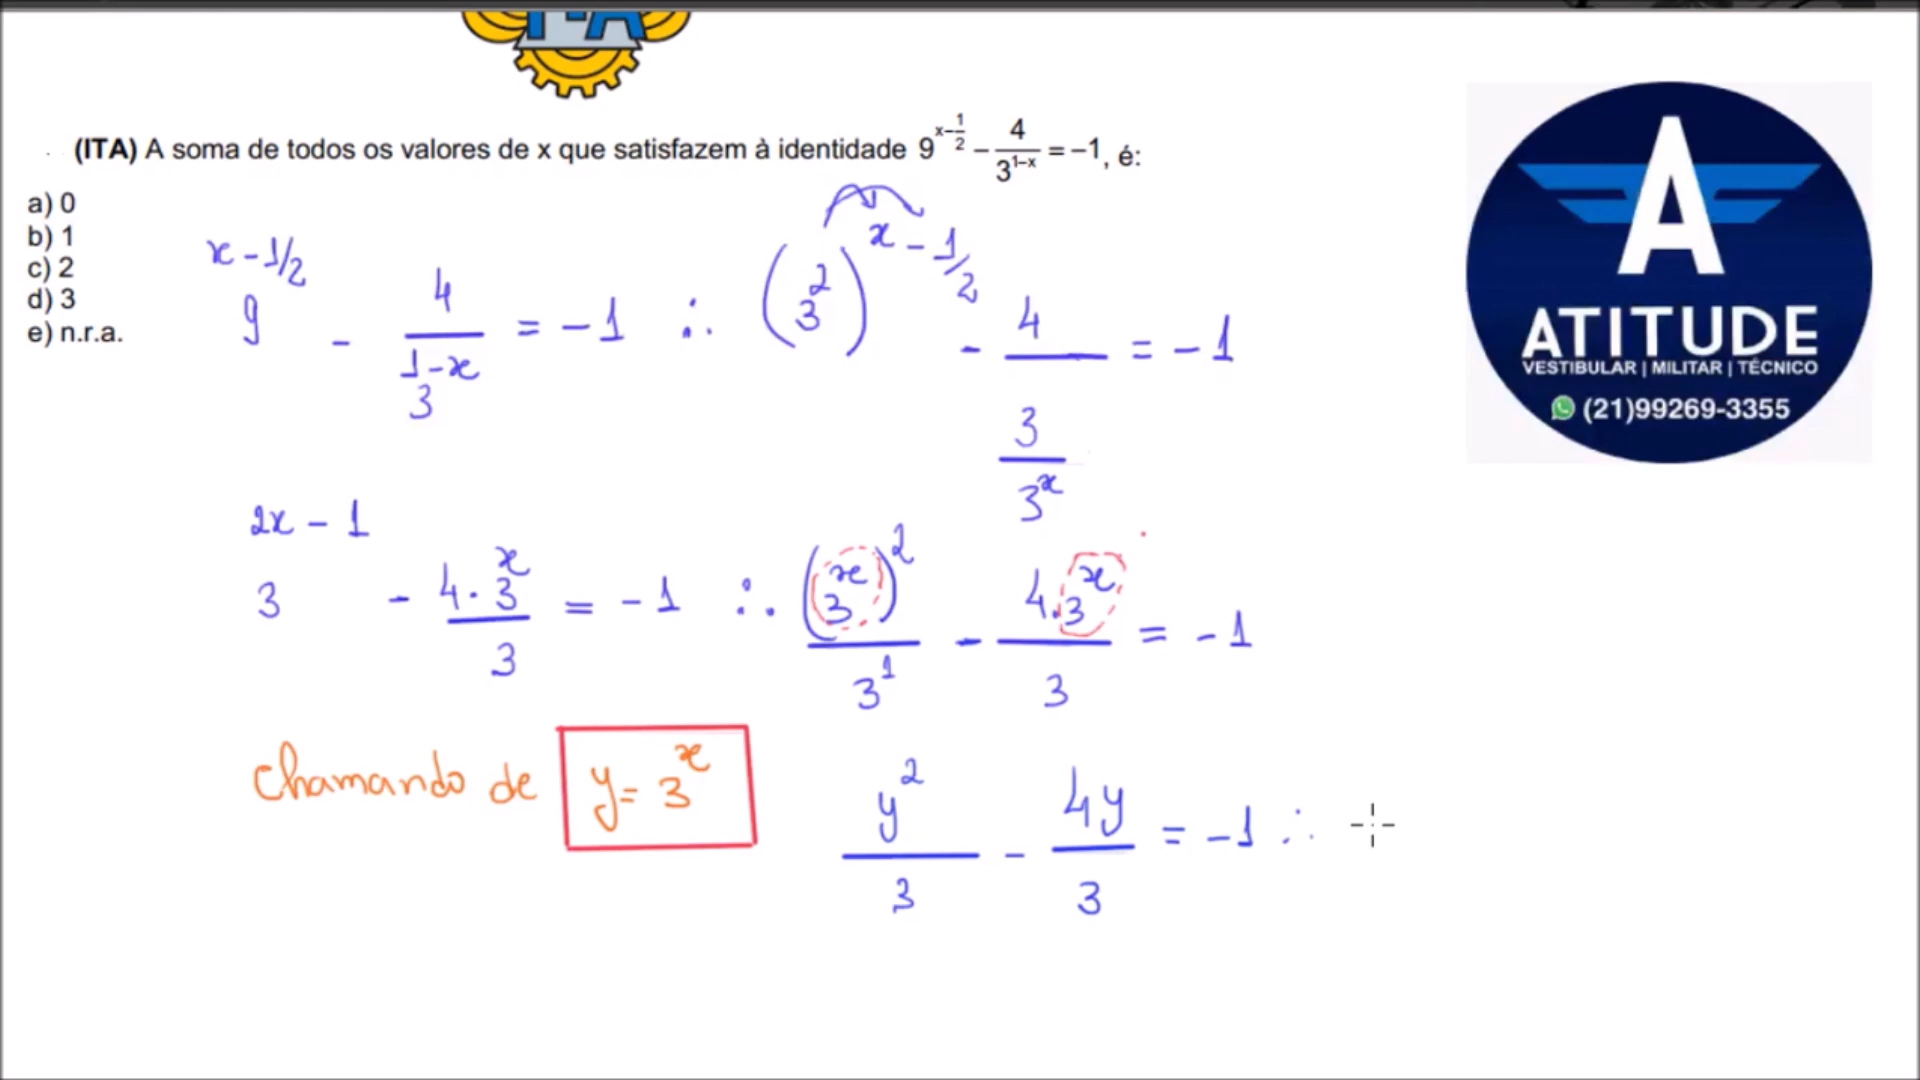 ITA
(ITA) A soma de todos os valores de x que satisfazem à identidade 9^(x-1/2) - 4/3^(1-x) = -1, é:
a) 0
b) 1
c) 2
d) 3
e) n.r.a.
9^(x-1/2) - 4/3^(1-x) = -1 ∴ (3^2)^(x-1/2) - 4/(3/3^x) = -1
3^(2x-1) - 4·3^x/3 = -1 ∴ (3^x)^2/3^1 - 4.3^x/3 = -1
Chamando de y = 3^x
y^2/3 - 4y/3 = -1 ∴
A
ATITUDE
VESTIBULAR | MILITAR | TÉCNICO
(21)99269-3355